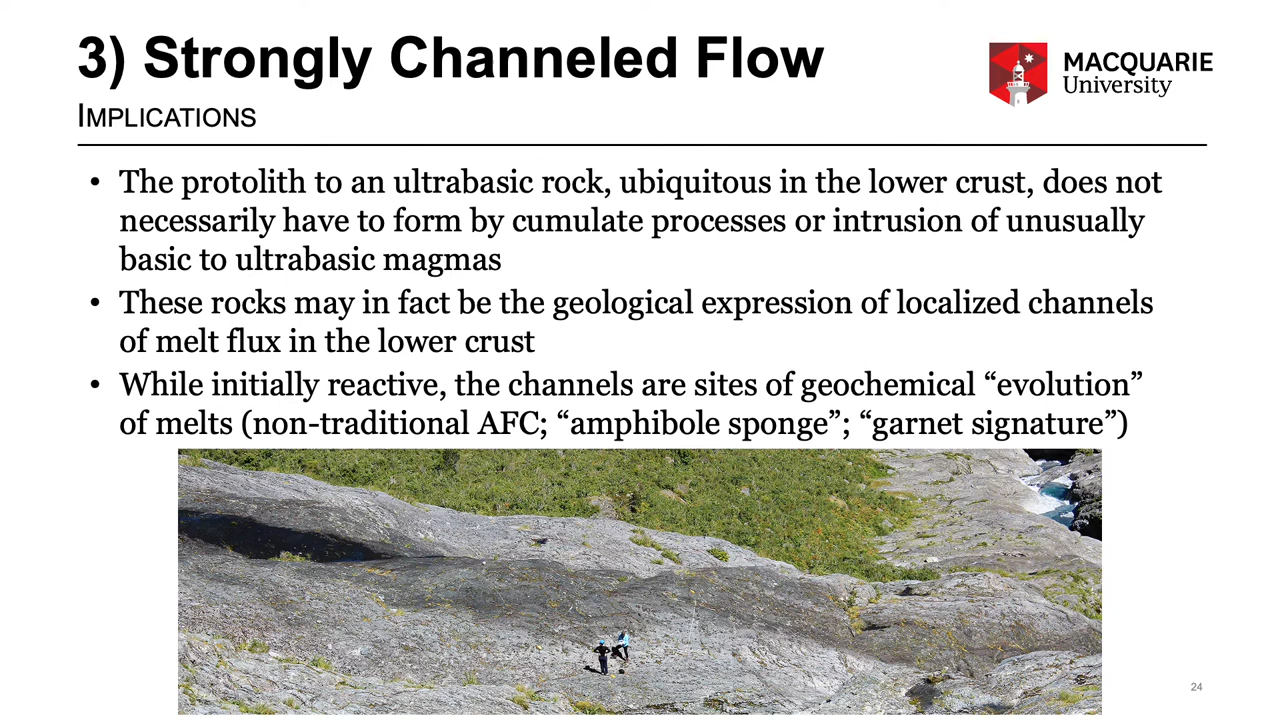 3) Strongly Channeled Flow
IMPLICATIONS
MACQUARIE
University
• The protolith to an ultrabasic rock, ubiquitous in the lower crust, does not
necessarily have to form by cumulate processes or intrusion of unusually
basic to ultrabasic magmas
• These rocks may in fact be the geological expression of localized channels
of melt flux in the lower crust
• While initially reactive, the channels are sites of geochemical “evolution”
of melts (non-traditional AFC; “amphibole sponge”; “garnet signature”)
24